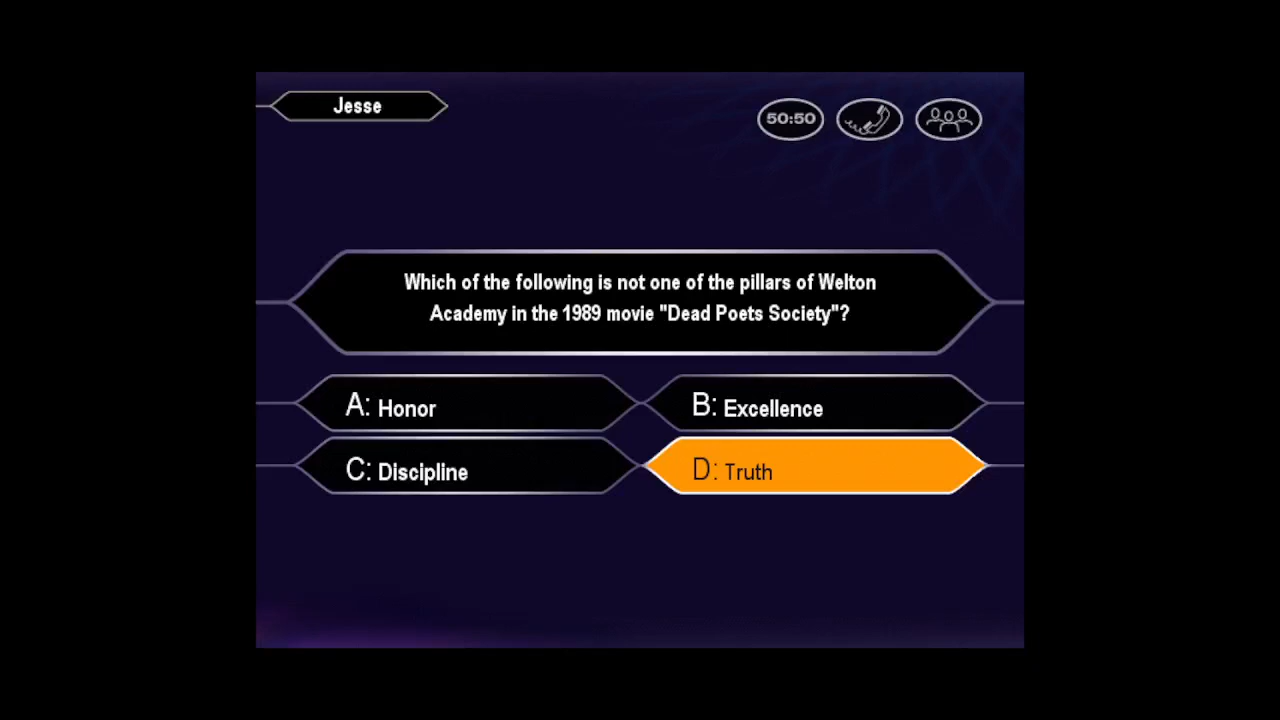 Jesse
50:50
Which of the following is not one of the pillars of Welton
Academy in the 1989 movie "Dead Poets Society"?
A: Honor
B: Excellence
C: Discipline
D: Truth